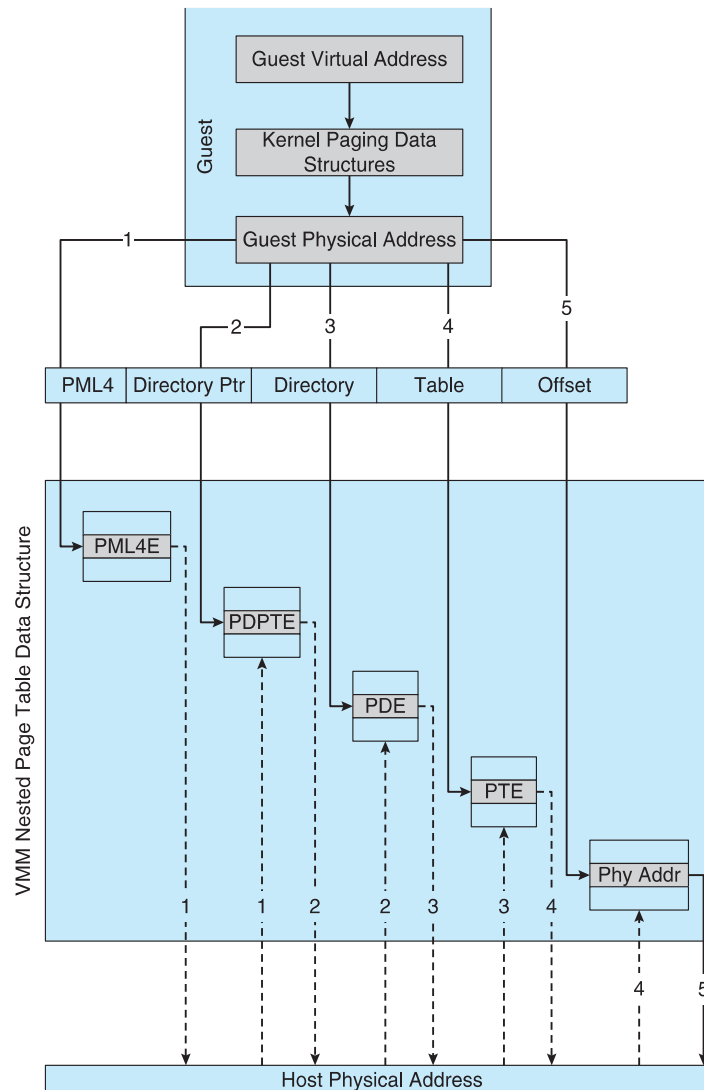 Guest
Guest Virtual Address
Kernel Paging Data
Structures
Guest Physical Address
1
2
3
4
5
PML4
Directory Ptr
Directory
Table
Offset
VMM Nested Page Table Data Structure
PML4E
PDPTE
PDE
PTE
Phy Addr
1
1
2
2
3
3
4
4
5
Host Physical Address